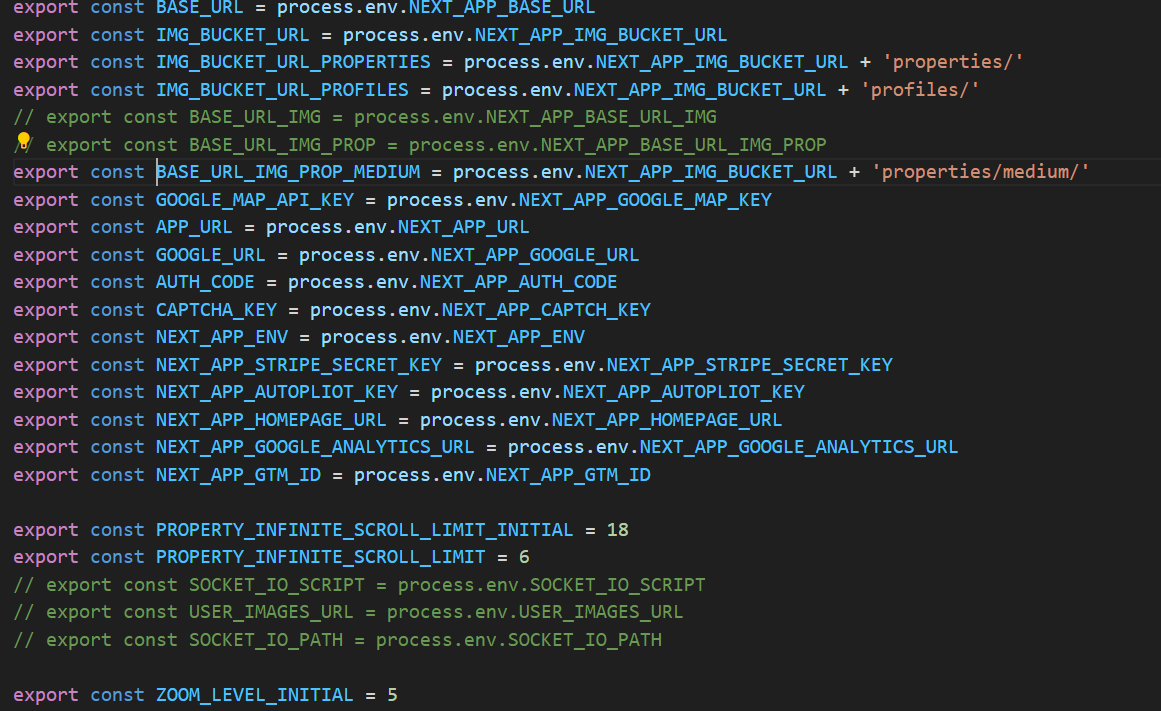 export const BASE_URL = process.env.NEXT_APP_BASE_URL
export const IMG_BUCKET_URL = process.env.NEXT_APP_IMG_BUCKET_URL
export const IMG_BUCKET_URL_PROPERTIES = process.env.NEXT_APP_IMG_BUCKET_URL + 'properties/'
export const IMG_BUCKET_URL_PROFILES = process.env.NEXT_APP_IMG_BUCKET_URL + 'profiles/'
// export const BASE_URL_IMG = process.env.NEXT_APP_BASE_URL_IMG
// export const BASE_URL_IMG_PROP = process.env.NEXT_APP_BASE_URL_IMG_PROP
export const BASE_URL_IMG_PROP_MEDIUM = process.env.NEXT_APP_IMG_BUCKET_URL + 'properties/medium/'
export const GOOGLE_MAP_API_KEY = process.env.NEXT_APP_GOOGLE_MAP_KEY
export const APP_URL = process.env.NEXT_APP_URL
export const GOOGLE_URL = process.env.NEXT_APP_GOOGLE_URL
export const AUTH_CODE = process.env.NEXT_APP_AUTH_CODE
export const CAPTCHA_KEY = process.env.NEXT_APP_CAPTCH_KEY
export const NEXT_APP_ENV = process.env.NEXT_APP_ENV
export const NEXT_APP_STRIPE_SECRET_KEY = process.env.NEXT_APP_STRIPE_SECRET_KEY
export const NEXT_APP_AUTOPLIOT_KEY = process.env.NEXT_APP_AUTOPLIOT_KEY
export const NEXT_APP_HOMEPAGE_URL = process.env.NEXT_APP_HOMEPAGE_URL
export const NEXT_APP_GOOGLE_ANALYTICS_URL = process.env.NEXT_APP_GOOGLE_ANALYTICS_URL
export const NEXT_APP_GTM_ID = process.env.NEXT_APP_GTM_ID
export const PROPERTY_INFINITE_SCROLL_LIMIT_INITIAL = 18
export const PROPERTY_INFINITE_SCROLL_LIMIT = 6
// export const SOCKET_IO_SCRIPT = process.env.SOCKET_IO_SCRIPT
// export const USER_IMAGES_URL = process.env.USER_IMAGES_URL
// export const SOCKET_IO_PATH = process.env.SOCKET_IO_PATH
export const ZOOM_LEVEL_INITIAL = 5